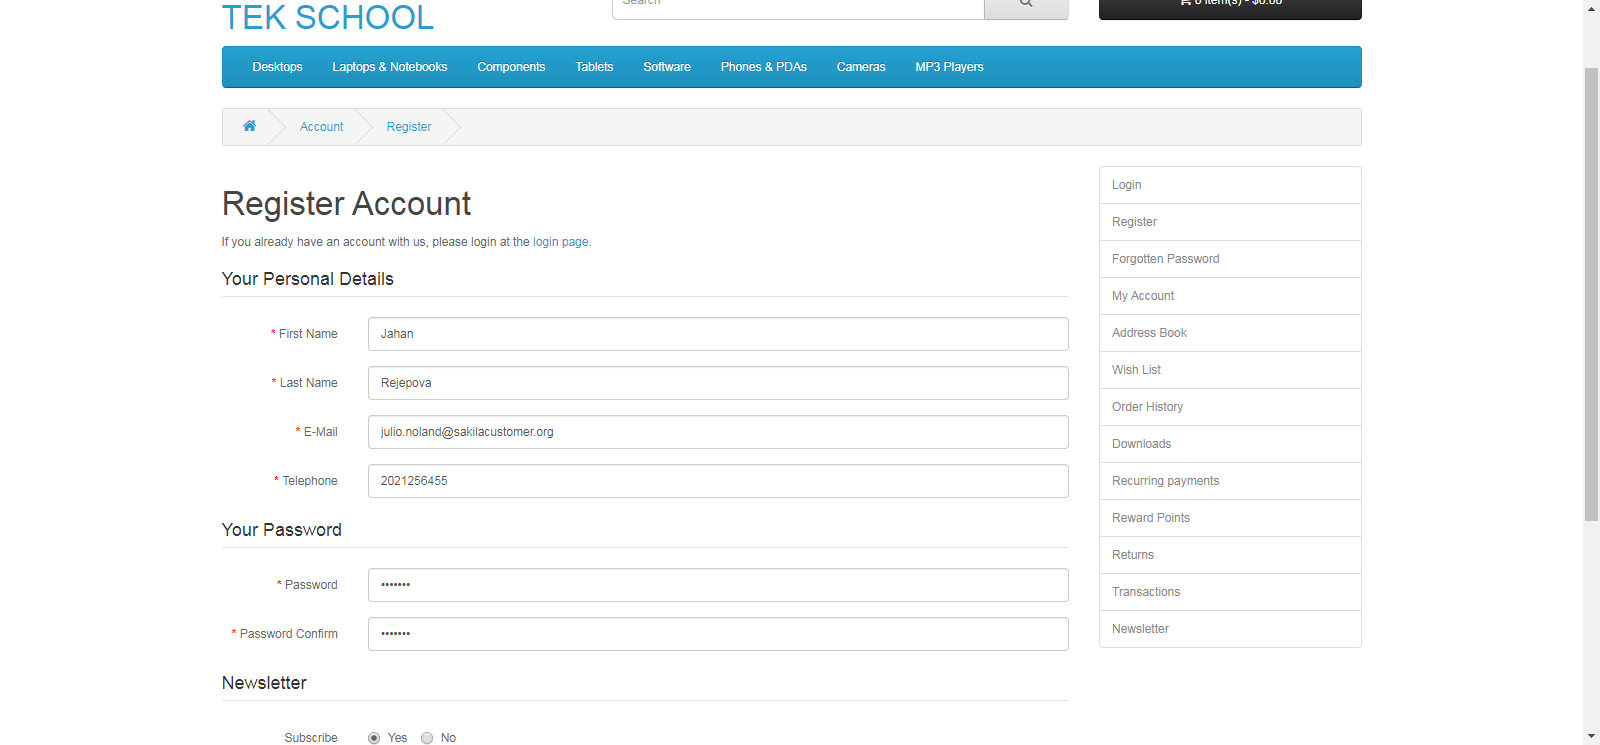 TEK SCHOOL
Search
0 item(s) - $0.00
Desktops Laptops & Notebooks Components Tablets Software Phones & PDAs Cameras MP3 Players
Account Register
Register Account
If you already have an account with us, please login at the login page.
Your Personal Details
* First Name Jahan
* Last Name Rejepova
* E-Mail julio.noland@sakilacustomer.org
* Telephone 2021256455
Your Password
* Password •••••••
* Password Confirm •••••••
Newsletter
Subscribe Yes No
Login
Register
Forgotten Password
My Account
Address Book
Wish List
Order History
Downloads
Recurring payments
Reward Points
Returns
Transactions
Newsletter